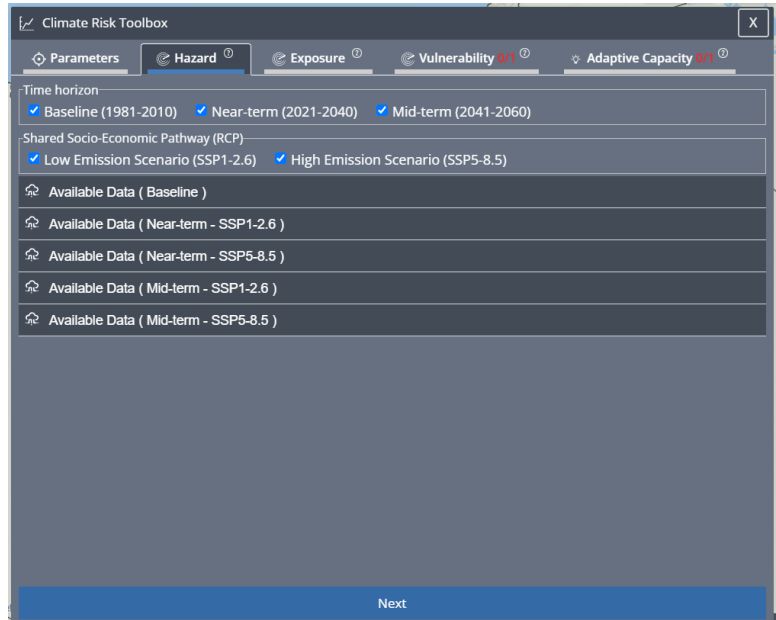 Climate Risk Toolbox X
Parameters Hazard ? Exposure ? Vulnerability 0/1 ? Adaptive Capacity 0/1 ?
Time horizon
Baseline (1981-2010) Near-term (2021-2040) Mid-term (2041-2060)
Shared Socio-Economic Pathway (RCP)
Low Emission Scenario (SSP1-2.6) High Emission Scenario (SSP5-8.5)
Available Data ( Baseline )
Available Data ( Near-term - SSP1-2.6 )
Available Data ( Near-term - SSP5-8.5 )
Available Data ( Mid-term - SSP1-2.6 )
Available Data ( Mid-term - SSP5-8.5 )
Next